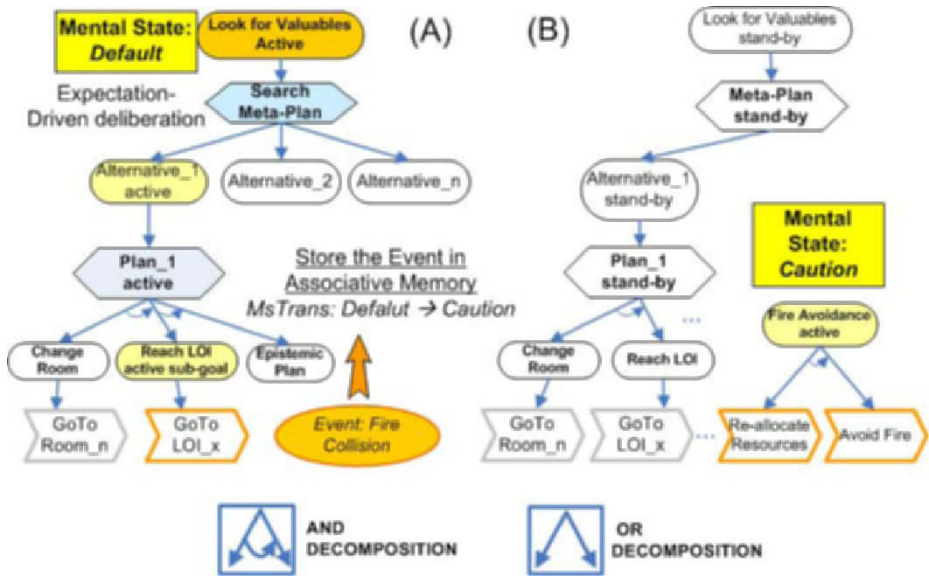 Mental State:
Default
Look for Valuables
Active
(A)
Expectation-
Driven deliberation
Search
Meta-Plan
Alternative_1
active
Alternative_2
Alternative_n
Plan_1
active
Store the Event in
Associative Memory
MsTrans: Defalut → Caution
Change
Room
Reach LOI
active sub-goal
Epistemic
Plan
GoTo
Room_n
GoTo
LOI_x
Event: Fire
Collision
(B)
Look for Valuables
stand-by
Meta-Plan
stand-by
Alternative_1
stand-by
Mental
State:
Caution
Plan_1
stand-by
...
Fire Avoidance
active
Change
Room
Reach LOI
GoTo
Room_n
GoTo
LOI_x
...
Re-allocate
Resources
Avoid Fire
AND
DECOMPOSITION
OR
DECOMPOSITION